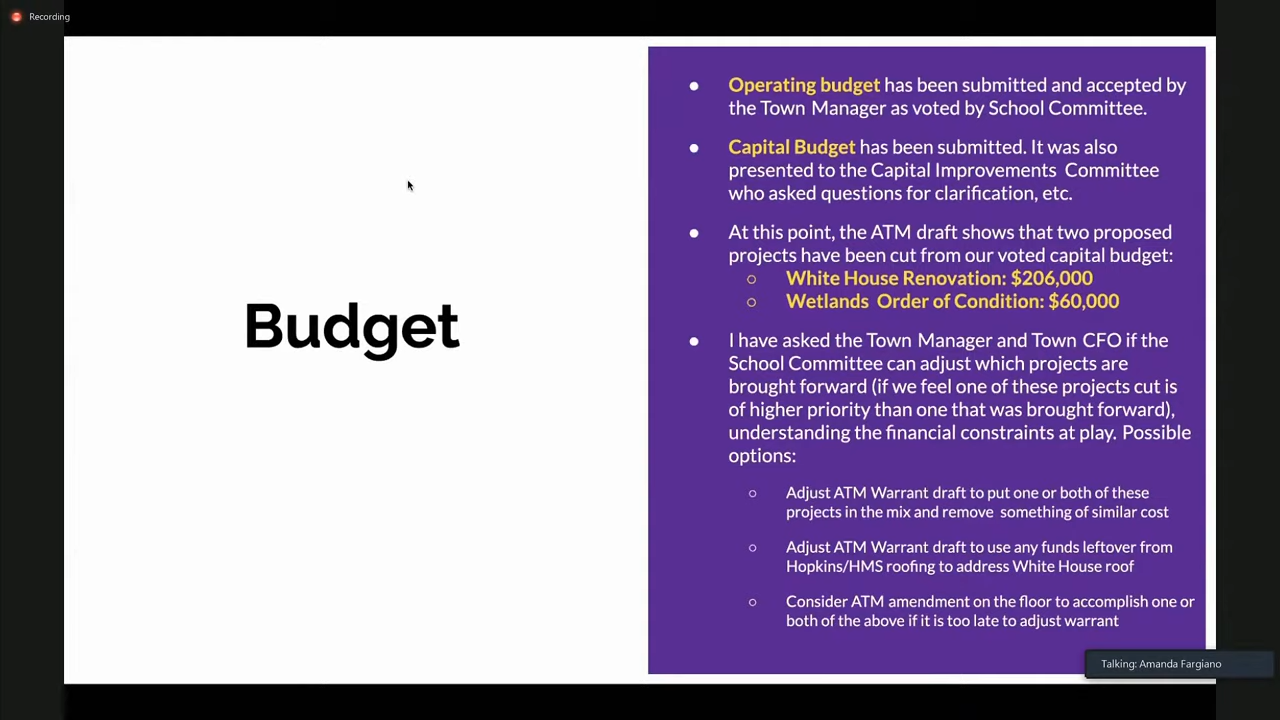 Recording
Budget
● Operating budget has been submitted and accepted by
the Town Manager as voted by School Committee.
● Capital Budget has been submitted. It was also
presented to the Capital Improvements Committee
who asked questions for clarification, etc.
● At this point, the ATM draft shows that two proposed
projects have been cut from our voted capital budget:
○ White House Renovation: $206,000
○ Wetlands Order of Condition: $60,000
● I have asked the Town Manager and Town CFO if the
School Committee can adjust which projects are
brought forward (if we feel one of these projects cut is
of higher priority than one that was brought forward),
understanding the financial constraints at play. Possible
options:
○ Adjust ATM Warrant draft to put one or both of these
projects in the mix and remove something of similar cost
○ Adjust ATM Warrant draft to use any funds leftover from
Hopkins/HMS roofing to address White House roof
○ Consider ATM amendment on the floor to accomplish one or
both of the above if it is too late to adjust warrant
Talking: Amanda Fargiano